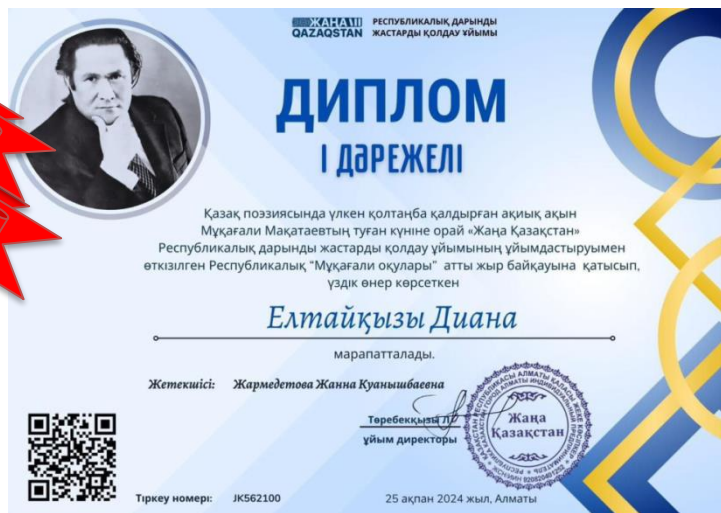 ЖАҢА
QAZAQSTAN
РЕСПУБЛИКАЛЫҚ ДАРЫНДЫ
ЖАСТАРДЫ ҚОЛДАУ ҰЙЫМЫ
ДИПЛОМ
І ДӘРЕЖЕЛІ
Қазақ поэзиясында үлкен қолтаңба қалдырған ақиық ақын
Мұқағали Мақатаевтың туған күніне орай «Жаңа Қазақстан»
Республикалық дарынды жастарды қолдау ұйымының ұйымдастыруымен
өткізілген Республикалық "Мұқағали оқулары" атты жыр байқауына қатысып,
үздік өнер көрсеткен
Елтайқызы Диана
марапатталады.
Жетекшісі: Жармедетова Жанна Куанышбаевна
Төребекқызы Л
ұйым директоры
Жаңа
Қазақстан
Тіркеу номері: JK562100
25 ақпан 2024 жыл, Алматы